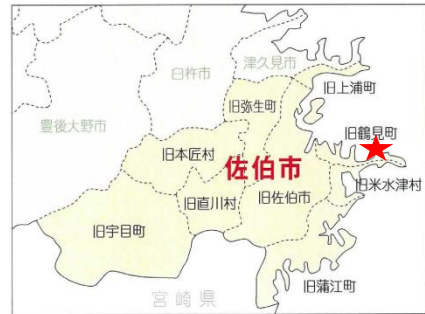 津久見市
臼杵市
旧上浦町
旧弥生町
豊後大野市
旧鶴見町
旧本匠村
佐伯市
旧米水津村
旧直川村
旧佐伯市
旧宇目町
旧蒲江町
宮崎県